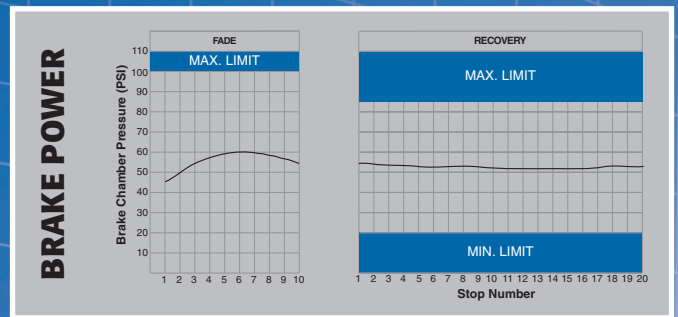 BRAKE POWER
Brake Chamber Pressure (PSI)
FADE
MAX. LIMIT
110
100
90
80
70
60
50
40
30
20
10
1 2 3 4 5 6 7 8 9 10
RECOVERY
MAX. LIMIT
MIN. LIMIT
1 2 3 4 5 6 7 8 9 10 11 12 13 14 15 16 17 18 19 20
Stop Number